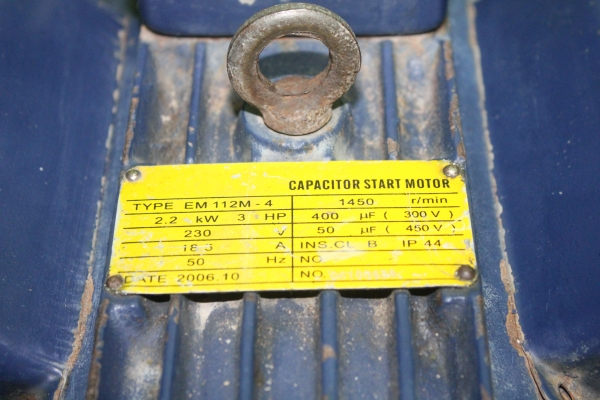 CAPACITOR START MOTOR
TYPE EM 112M - 4 1450 r/min
2.2 kW 3 HP 400 µF ( 300 V )
230 V 50 µF ( 450 V )
A INS.CL B IP 44
50 Hz NO
DATE 2006.10 NO.